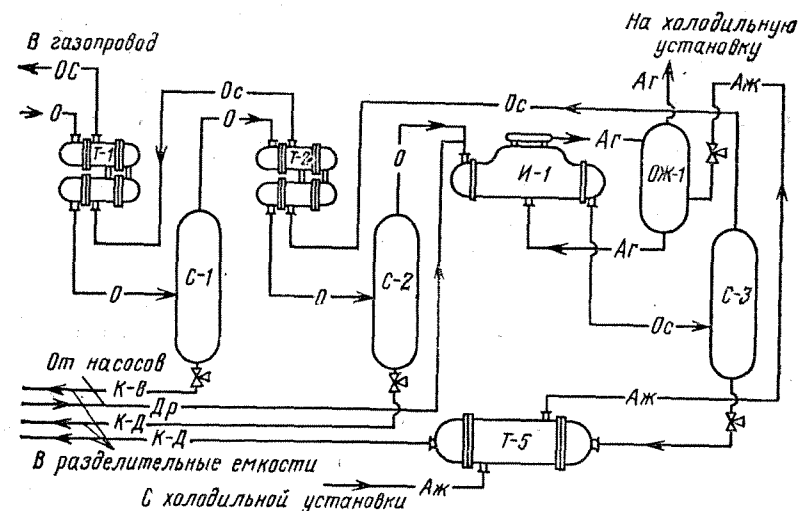 На холодильную
установку
В газопровод
ОС
Аг
Аж
О
Ос
О
Ос
О
Аг
Т-1
Т-2
И-1
ОЖ-1
С-1
С-2
Аг
С-3
О
П
Ос
От насосов
К-В
Др
Аж
К-Д
К-Д
Т-5
В разделительные емкости
С холодильной установки
Аж